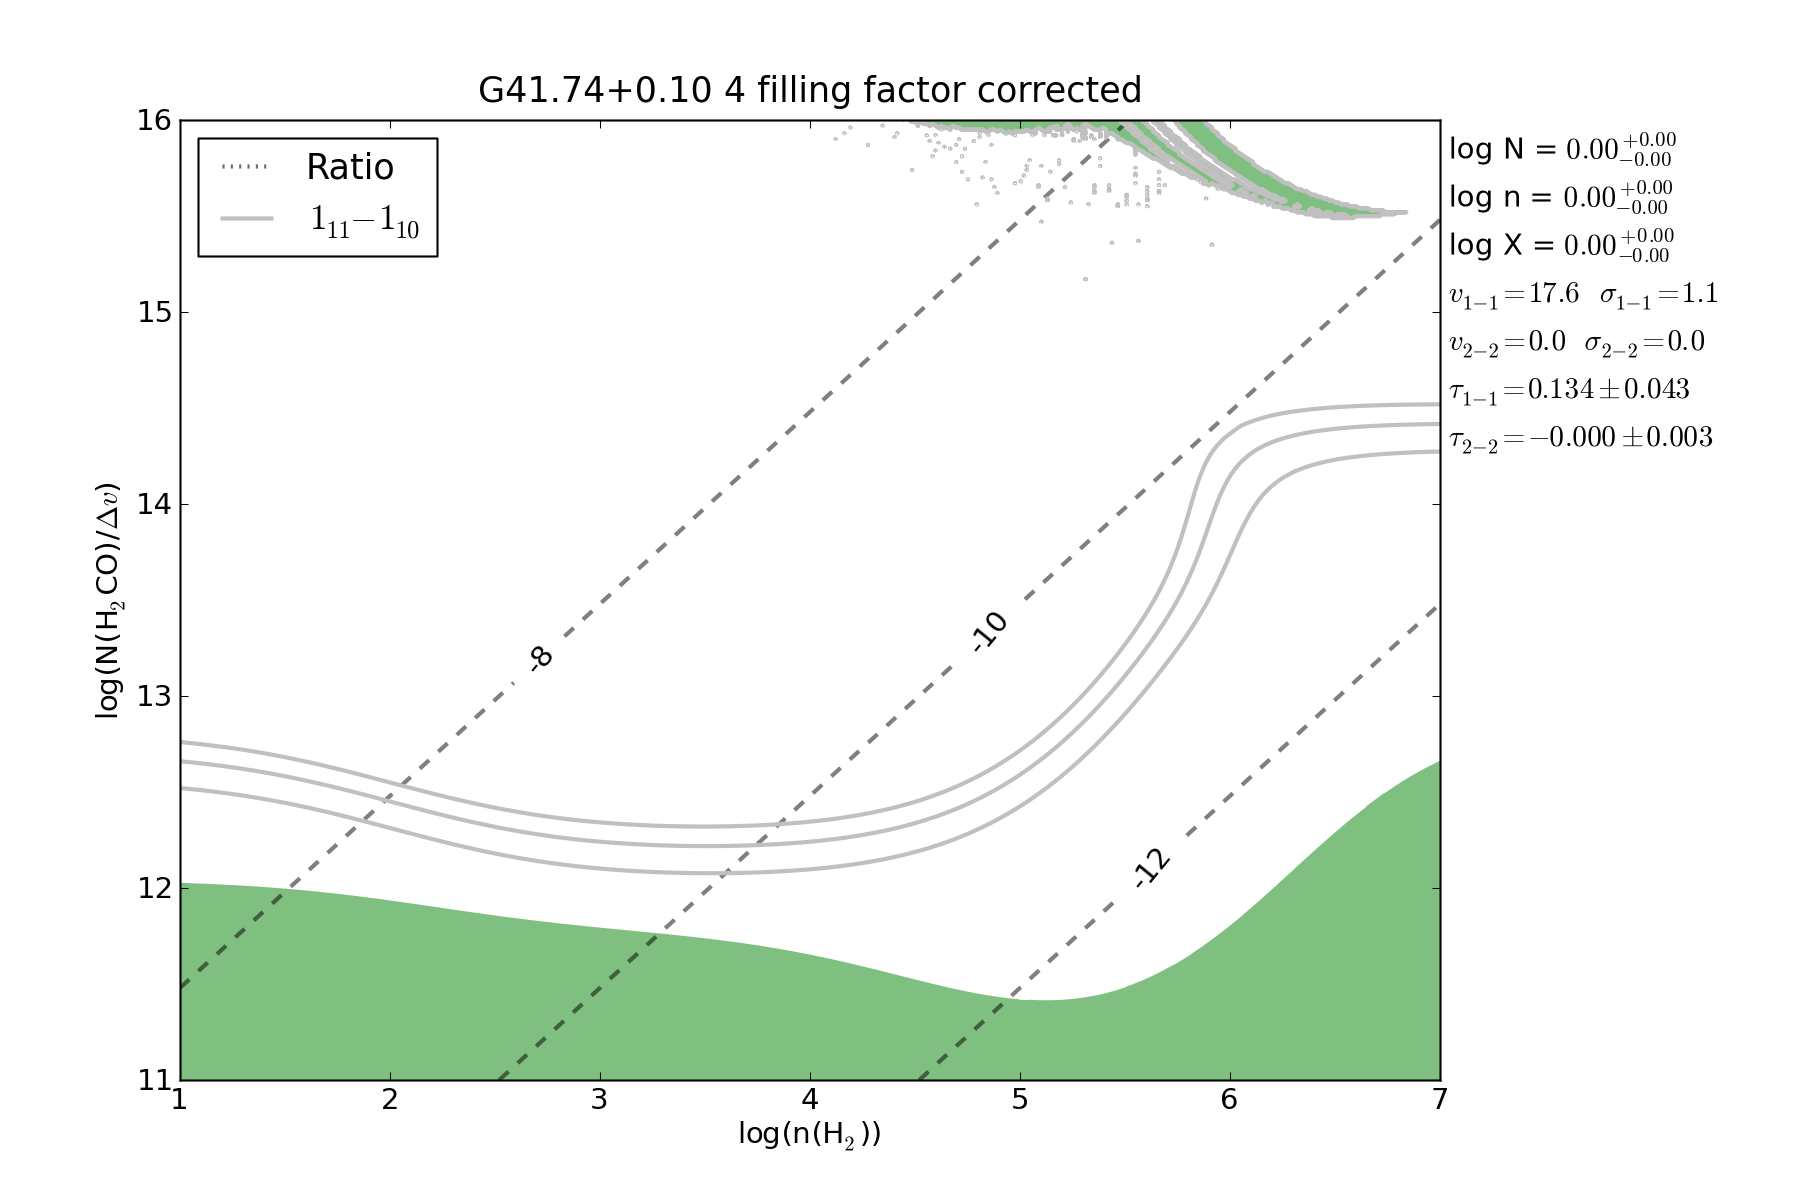 G41.74+0.10 4 filling factor corrected
Ratio
1₁₁−1₁₀
log N = 0.00⁺⁰·⁰⁰₋₀.₀₀
log n = 0.00⁺⁰·⁰⁰₋₀.₀₀
log X = 0.00⁺⁰·⁰⁰₋₀.₀₀
v₁₋₁=17.6 σ₁₋₁=1.1
v₂₋₂=0.0 σ₂₋₂=0.0
τ₁₋₁=0.134±0.043
τ₂₋₂=−0.000±0.003
16
15
14
13
12
11
log(N(H₂CO)/Δv)
-8
-10
-12
1 2 3 4 5 6 7
log(n(H₂))